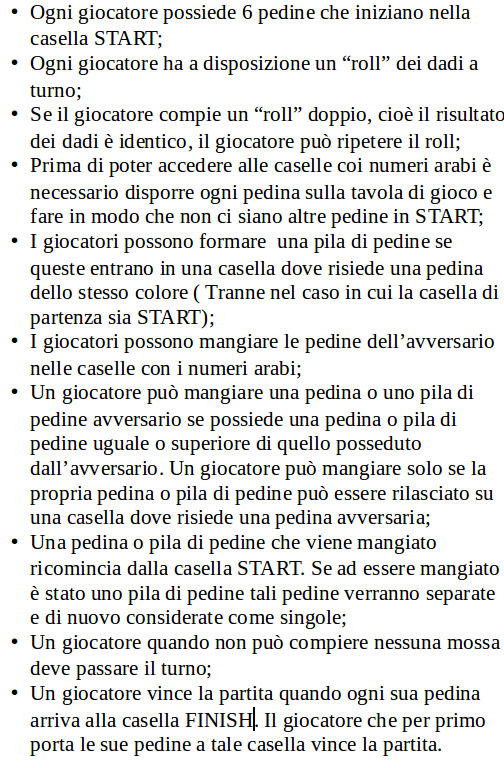 • Ogni giocatore possiede 6 pedine che iniziano nella
casella START;
• Ogni giocatore ha a disposizione un “roll” dei dadi a
turno;
• Se il giocatore compie un “roll” doppio, cioè il risultato
dei dadi è identico, il giocatore può ripetere il roll;
• Prima di poter accedere alle caselle coi numeri arabi è
necessario disporre ogni pedina sulla tavola di gioco e
fare in modo che non ci siano altre pedine in START;
• I giocatori possono formare  una pila di pedine se
queste entrano in una casella dove risiede una pedina
dello stesso colore ( Tranne nel caso in cui la casella di
partenza sia START);
• I giocatori possono mangiare le pedine dell’avversario
nelle caselle con i numeri arabi;
• Un giocatore può mangiare una pedina o uno pila di
pedine avversario se possiede una pedina o pila di
pedine uguale o superiore di quello posseduto
dall’avversario. Un giocatore può mangiare solo se la
propria pedina o pila di pedine può essere rilasciato su
una casella dove risiede una pedina avversaria;
• Una pedina o pila di pedine che viene mangiato
ricomincia dalla casella START. Se ad essere mangiato
è stato uno pila di pedine tali pedine verranno separate
e di nuovo considerate come singole;
• Un giocatore quando non può compiere nessuna mossa
deve passare il turno;
• Un giocatore vince la partita quando ogni sua pedina
arriva alla casella FINISH. Il giocatore che per primo
porta le sue pedine a tale casella vince la partita.